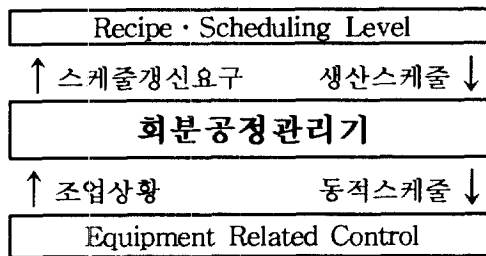 Recipe · Scheduling Level
↑ 스케줄갱신요구 생산스케줄 ↓
회분공정관리기
↑ 조업상황 동적스케줄 ↓
Equipment Related Control